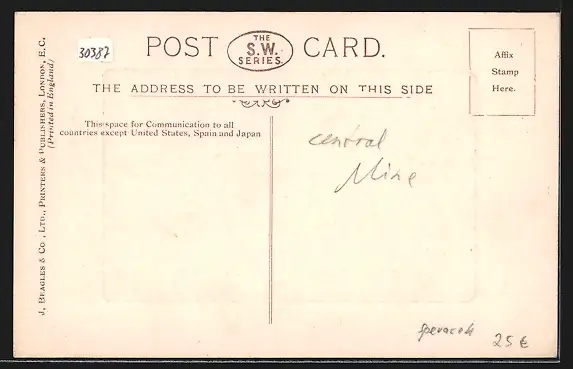 30387
POST THE S.W. SERIES. CARD.
Affix
Stamp
Here.
THE ADDRESS TO BE WRITTEN ON THIS SIDE
This space for Communication to all
countries except United States, Spain and Japan
J. BEAGLES & CO., LTD., PRINTERS & PUBLISHERS, LONDON, E.C.
(Printed in England)
central
Mine
25 €